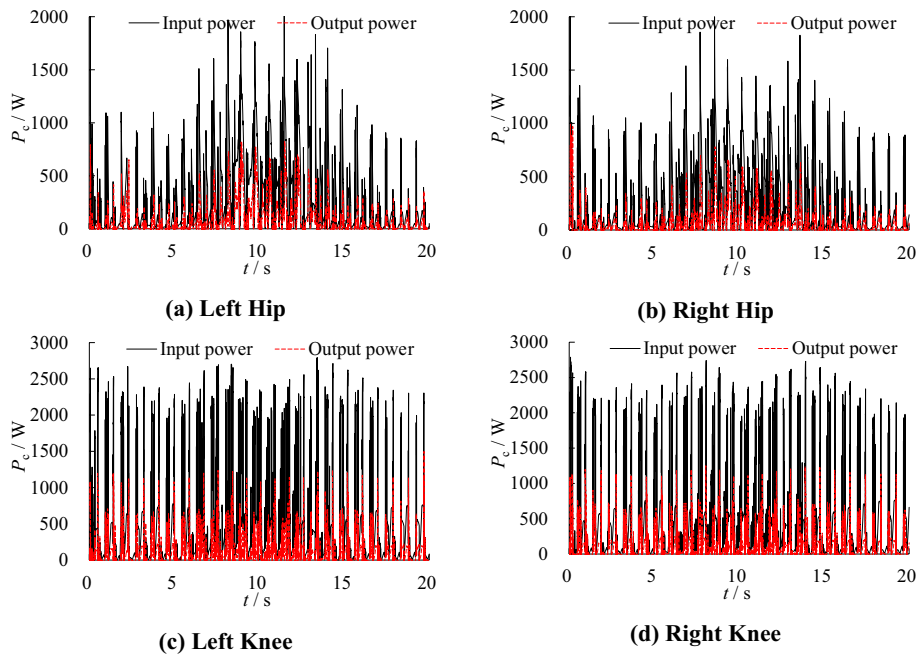 2000
Input power
Output power
1500
1000
500
0
P_c / W
0 5 10 15 20
t / s
(a) Left Hip
2000
Input power
Output power
1500
1000
500
0
P_c / W
0 5 10 15 20
t / s
(b) Right Hip
3000
Input power
Output power
2500
2000
1500
1000
500
0
P_c / W
0 5 10 15 20
t / s
(c) Left Knee
3000
Input power
Output power
2500
2000
1500
1000
500
0
P_c / W
0 5 10 15 20
t / s
(d) Right Knee